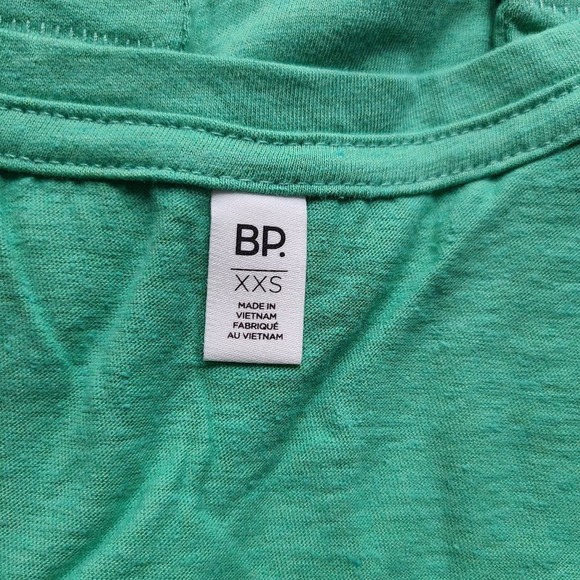 BP.
XXS
MADE IN
VIETNAM
FABRIQUÉ
AU VIETNAM